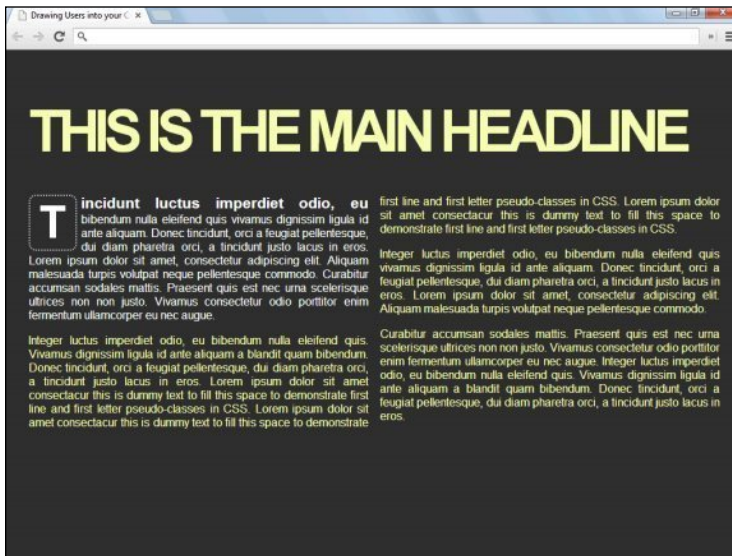 Drawing Users into your C
THIS IS THE MAIN HEADLINE
Tincidunt luctus imperdiet odio, eu
bibendum nulla eleifend quis vivamus dignissim ligula id
ante aliquam. Donec tincidunt, orci a feugiat pellentesque,
dui diam pharetra orci, a tincidunt justo lacus in eros.
Lorem ipsum dolor sit amet, consectetur adipiscing elit. Aliquam
malesuada turpis volutpat neque pellentesque commodo. Curabitur
accumsan sodales mattis. Praesent quis est nec urna scelerisque
ultrices non non justo. Vivamus consectetur odio porttitor enim
fermentum ullamcorper eu nec augue.
Integer luctus imperdiet odio, eu bibendum nulla eleifend quis.
Vivamus dignissim ligula id ante aliquam a blandit quam bibendum.
Donec tincidunt, orci a feugiat pellentesque, dui diam pharetra orci,
a tincidunt justo lacus in eros. Lorem ipsum dolor sit amet
consectacur this is dummy text to fill this space to demonstrate first
line and first letter pseudo-classes in CSS. Lorem ipsum dolor sit
amet consectacur this is dummy text to fill this space to demonstrate
first line and first letter pseudo-classes in CSS. Lorem ipsum dolor
sit amet consectacur this is dummy text to fill this space to
demonstrate first line and first letter pseudo-classes in CSS.
Integer luctus imperdiet odio, eu bibendum nulla eleifend quis
vivamus dignissim ligula id ante aliquam. Donec tincidunt, orci a
feugiat pellentesque, dui diam pharetra orci, a tincidunt justo lacus in
eros. Lorem ipsum dolor sit amet, consectetur adipiscing elit.
Aliquam malesuada turpis volutpat neque pellentesque commodo.
Curabitur accumsan sodales mattis. Praesent quis est nec urna
scelerisque ultrices non non justo. Vivamus consectetur odio porttitor
enim fermentum ullamcorper eu nec augue. Integer luctus imperdiet
odio, eu bibendum nulla eleifend quis. Vivamus dignissim ligula id
ante aliquam a blandit quam bibendum. Donec tincidunt, orci a
feugiat pellentesque, dui diam pharetra orci, a tincidunt justo lacus in
eros.